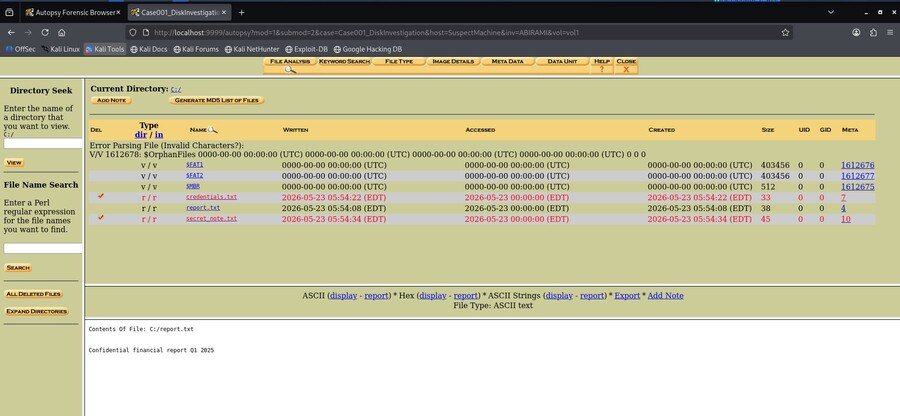 Autopsy Forensic Browser
Case001_DiskInvestigatio
http://localhost:9999/autopsy?mod=1&submod=2&case=Case001_DiskInvestigation&host=SuspectMachine&inv=ABIRAMI&vol=vol1
OffSec Kali Linux Kali Tools Kali Docs Kali Forums Kali NetHunter Exploit-DB Google Hacking DB
FILE ANALYSIS KEYWORD SEARCH FILE TYPE IMAGE DETAILS META DATA DATA UNIT HELP CLOSE
? X
Directory Seek
Enter the name of a directory that you want to view.
C:/
VIEW
File Name Search
Enter a Perl regular expression for the file names you want to find.
SEARCH
ALL DELETED FILES
EXPAND DIRECTORIES
Current Directory: C:/
ADD NOTE GENERATE MD5 LIST OF FILES
DEL Type dir / in NAME WRITTEN ACCESSED CREATED SIZE UID GID META
Error Parsing File (Invalid Characters?):
V/V 1612678: $OrphanFiles 0000-00-00 00:00:00 (UTC) 0000-00-00 00:00:00 (UTC) 0000-00-00 00:00:00 (UTC) 0000-00-00 00:00:00 (UTC) 0 0 0
v / v $FAT1 0000-00-00 00:00:00 (UTC) 0000-00-00 00:00:00 (UTC) 0000-00-00 00:00:00 (UTC) 403456 0 0 1612676
v / v $FAT2 0000-00-00 00:00:00 (UTC) 0000-00-00 00:00:00 (UTC) 0000-00-00 00:00:00 (UTC) 403456 0 0 1612677
v / v $MBR 0000-00-00 00:00:00 (UTC) 0000-00-00 00:00:00 (UTC) 0000-00-00 00:00:00 (UTC) 512 0 0 1612675
r / r credentials.txt 2026-05-23 05:54:22 (EDT) 2026-05-23 00:00:00 (EDT) 2026-05-23 05:54:22 (EDT) 33 0 0 7
r / r report.txt 2026-05-23 05:54:08 (EDT) 2026-05-23 00:00:00 (EDT) 2026-05-23 05:54:08 (EDT) 38 0 0 4
r / r secret_note.txt 2026-05-23 05:54:34 (EDT) 2026-05-23 00:00:00 (EDT) 2026-05-23 05:54:34 (EDT) 45 0 0 10
ASCII (display - report) * Hex (display - report) * ASCII Strings (display - report) * Export * Add Note
File Type: ASCII text
Contents Of File: C:/report.txt
Confidential financial report Q1 2025